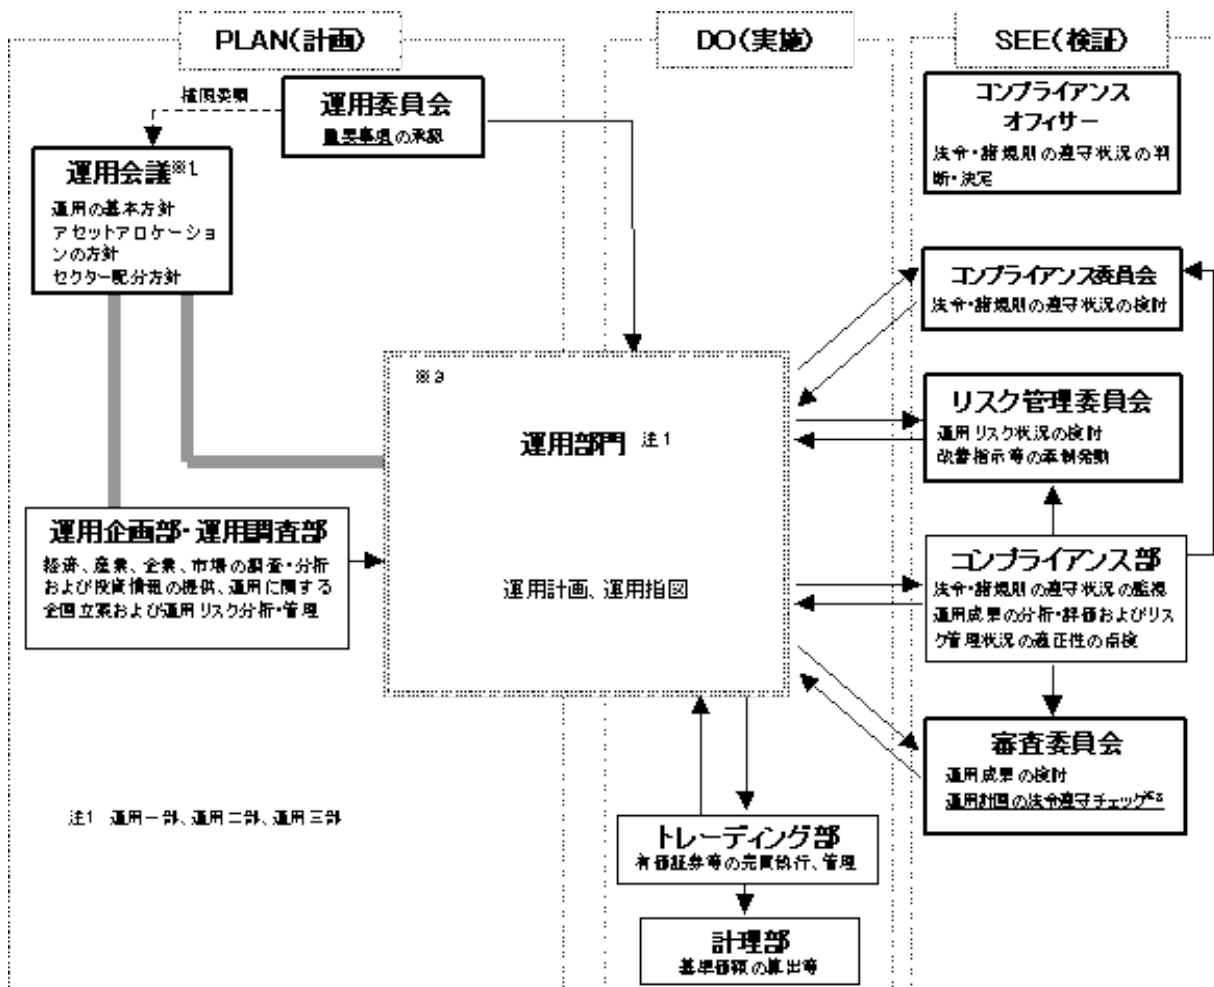 PLAN(計画)
DO(実施)
SEE(検証)
権限委譲
運用委員会
重要事項の承認
運用会議※1
運用の基本方針
アセットアロケーショ
ンの方針
セクター配分方針
コンプライアンス
オフィサー
法令・諸規則の遵守状況の判
断・決定
コンプライアンス委員会
法令・諸規則の遵守状況の検討
※3
運用部門 注1
運用計画、運用指図
リスク管理委員会
運用リスク状況の検討
改善指示等の牽制発動
運用企画部・運用調査部
経済、産業、企業、市場の調査・分析
および投資情報の提供、運用に関する
企画立案および運用リスク分析・管理
コンプライアンス部
法令・諸規則の遵守状況の監視
運用成果の分析・評価およびリス
ク管理状況の適正性の点検
審査委員会
運用成果の検討
運用計画の法令遵守チェック※2
注1 運用一部、運用二部、運用三部
トレーディング部
有価証券等の売買執行、管理
計理部
基準価額の算出等